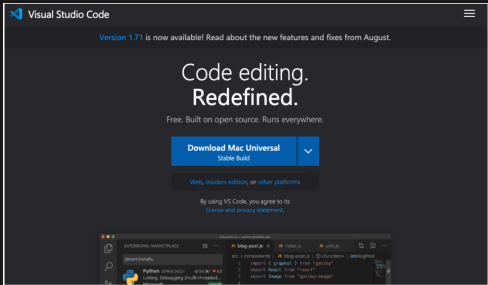 Visual Studio Code
Version 1.71 is now available! Read about the new features and fixes from August.
Code editing.
Redefined.
Free. Built on open source. Runs everywhere.
Download Mac Universal
Stable Build
Web, Insiders edition, or other platforms
By using VS Code, you agree to its
license and privacy statement.
EXTENSIONS: MARKETPLACE
blog-post.js
index.js
utils.js
src > components > blog-post.js > <function> > blogPost
@sort:installs
Python
Linting, Debugging (multi-threaded...
Microsoft
1 import { graphql } from "gatsby"
2 import React from "react"
3 import Image from "gatsby-image"